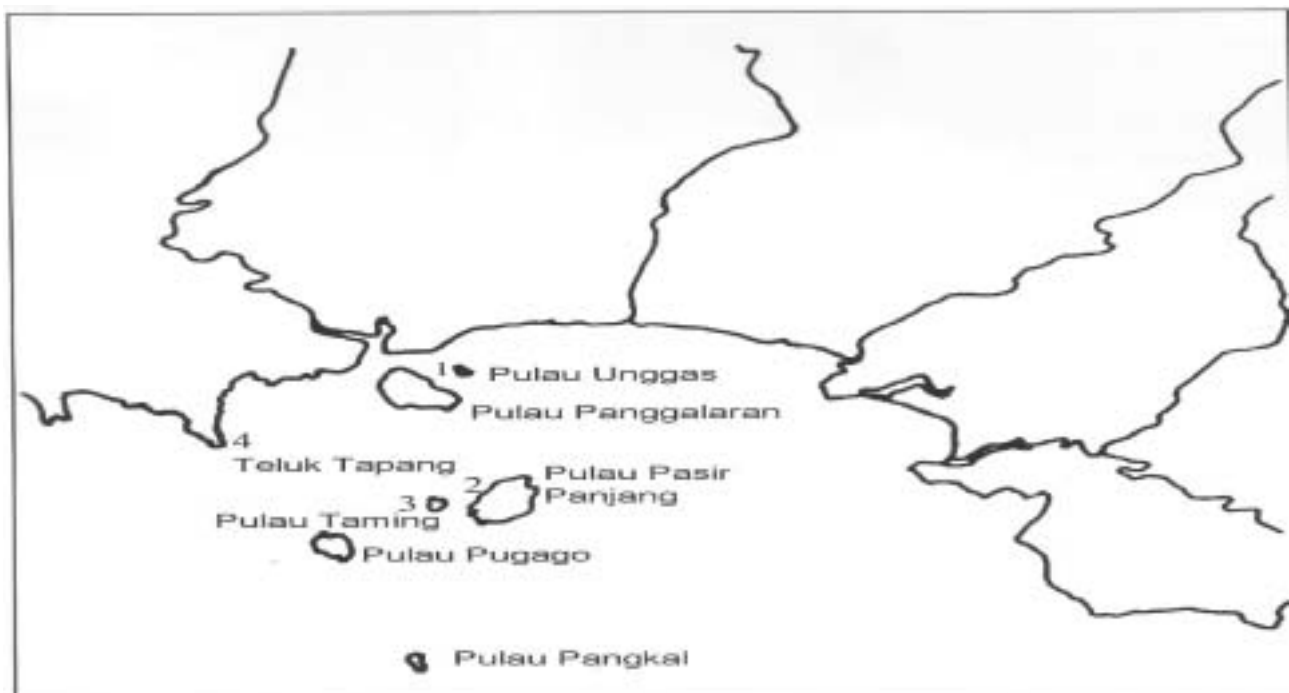 1 Pulau Unggas
Pulau Panggalaran
4
Teluk Tapang
2 Pulau Pasir
Panjang
3
Pulau Taming
Pulau Pugago
Pulau Pangkal